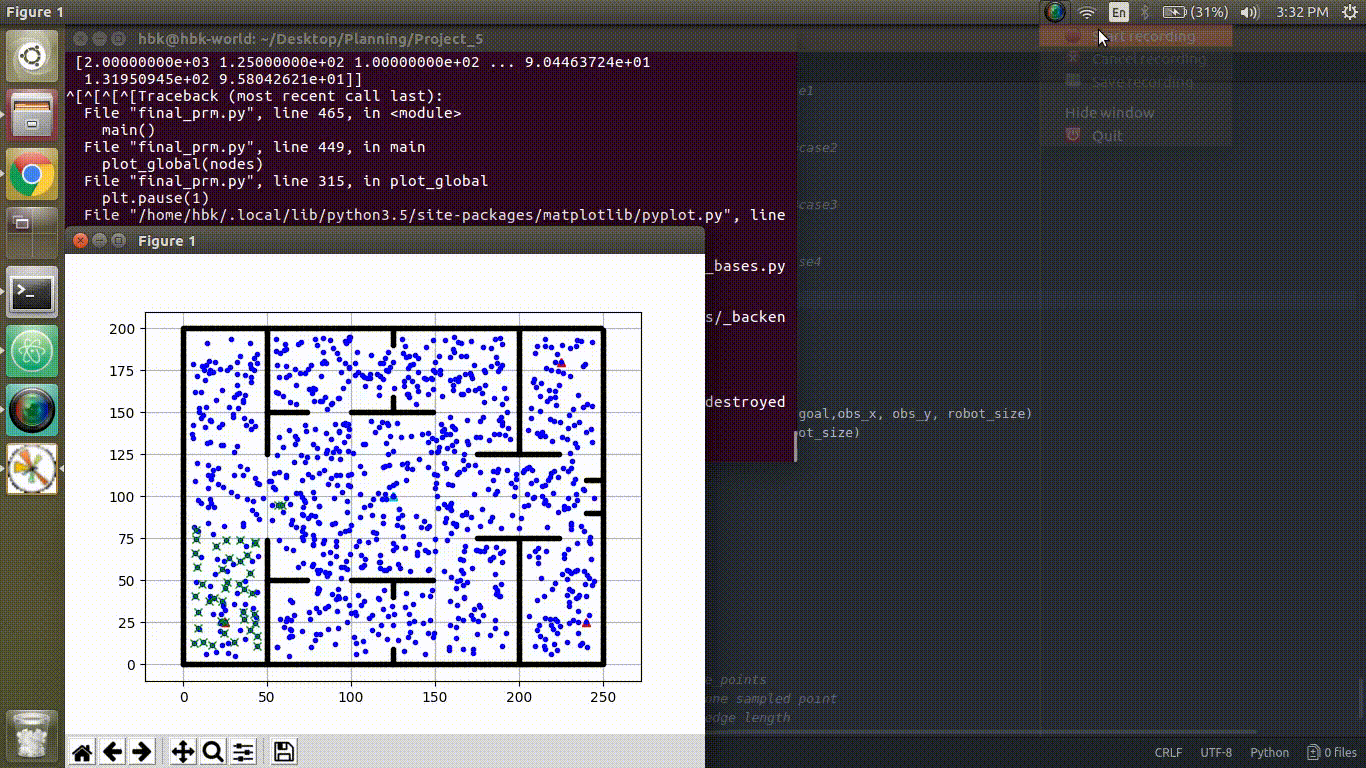 Figure 1
En
(31%)
3:32 PM
hbk@hbk-world: ~/Desktop/Planning/Project_5
Start recording
Cancel recording
Save recording
Hide window
Quit
[2.00000000e+03 1.25000000e+02 1.00000000e+02 ... 9.04463724e+01
1.31950945e+02 9.58042621e+01]]
^[^[^[^[Traceback (most recent call last):
File "final_prm.py", line 465, in <module>
main()
File "final_prm.py", line 449, in main
plot_global(nodes)
File "final_prm.py", line 315, in plot_global
plt.pause(1)
File "/home/hbk/.local/lib/python3.5/site-packages/matplotlib/pyplot.py", line
_bases.py
s/_backen
destroyed
e1
case2
case3
se4
goal,obs_x, obs_y, robot_size)
ot_size)
Figure 1
200
175
150
125
100
75
50
25
0
0
50
100
150
200
250
e points
one sampled point
edge length
CRLF
UTF-8
Python
0 files